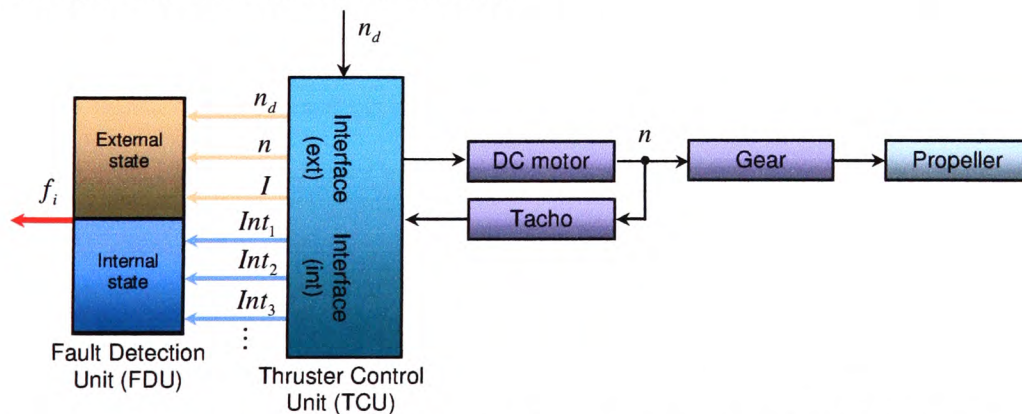 n_d
n_d
External
state
n
I
f_i
Interface
(ext)
DC motor
n
Gear
Propeller
Tacho
Internal
state
Int_1
Int_2
Int_3
⋮
Interface
(int)
Fault Detection
Unit (FDU)
Thruster Control
Unit (TCU)